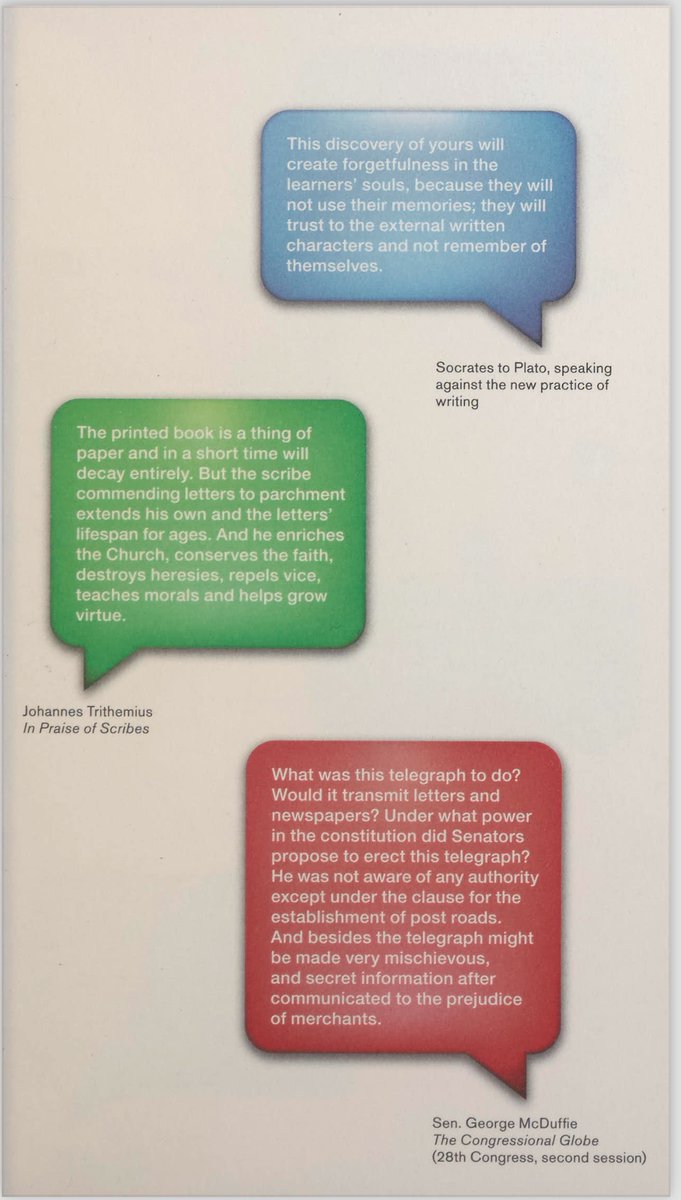 This discovery of yours will
create forgetfulness in the
learners' souls, because they will
not use their memories; they will
trust to the external written
characters and not remember of
themselves.
Socrates to Plato, speaking
against the new practice of
writing
The printed book is a thing of
paper and in a short time will
decay entirely. But the scribe
commending letters to parchment
extends his own and the letters'
lifespan for ages. And he enriches
the Church, conserves the faith,
destroys heresies, repels vice,
teaches morals and helps grow
virtue.
Johannes Trithemius
In Praise of Scribes
What was this telegraph to do?
Would it transmit letters and
newspapers? Under what power
in the constitution did Senators
propose to erect this telegraph?
He was not aware of any authority
except under the clause for the
establishment of post roads.
And besides the telegraph might
be made very mischievous,
and secret information after
communicated to the prejudice
of merchants.
Sen. George McDuffie
The Congressional Globe
(28th Congress, second session)